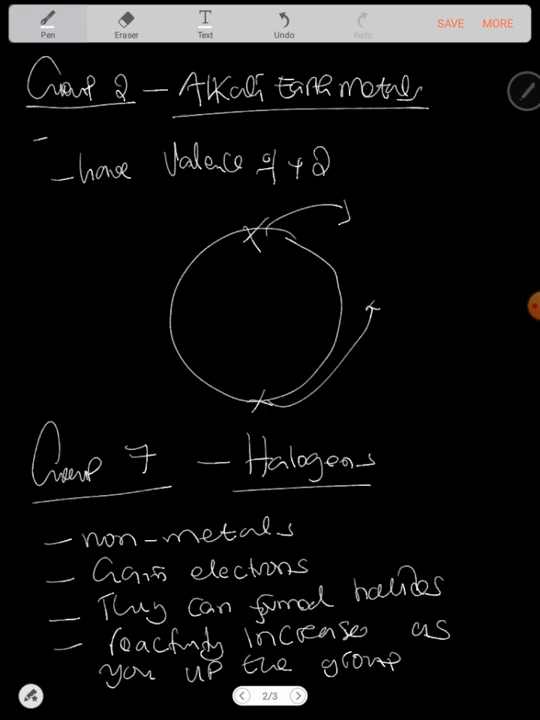 Pen
Eraser
Text
Undo
Redo
SAVE
MORE
Group 2 – Alkali Earth Metals
–
– have Valence of +2
Group 7 – Halogens
– non-metals
– Gain electrons
– They can formed halides
– reactivity increases as
you up the group
2/3